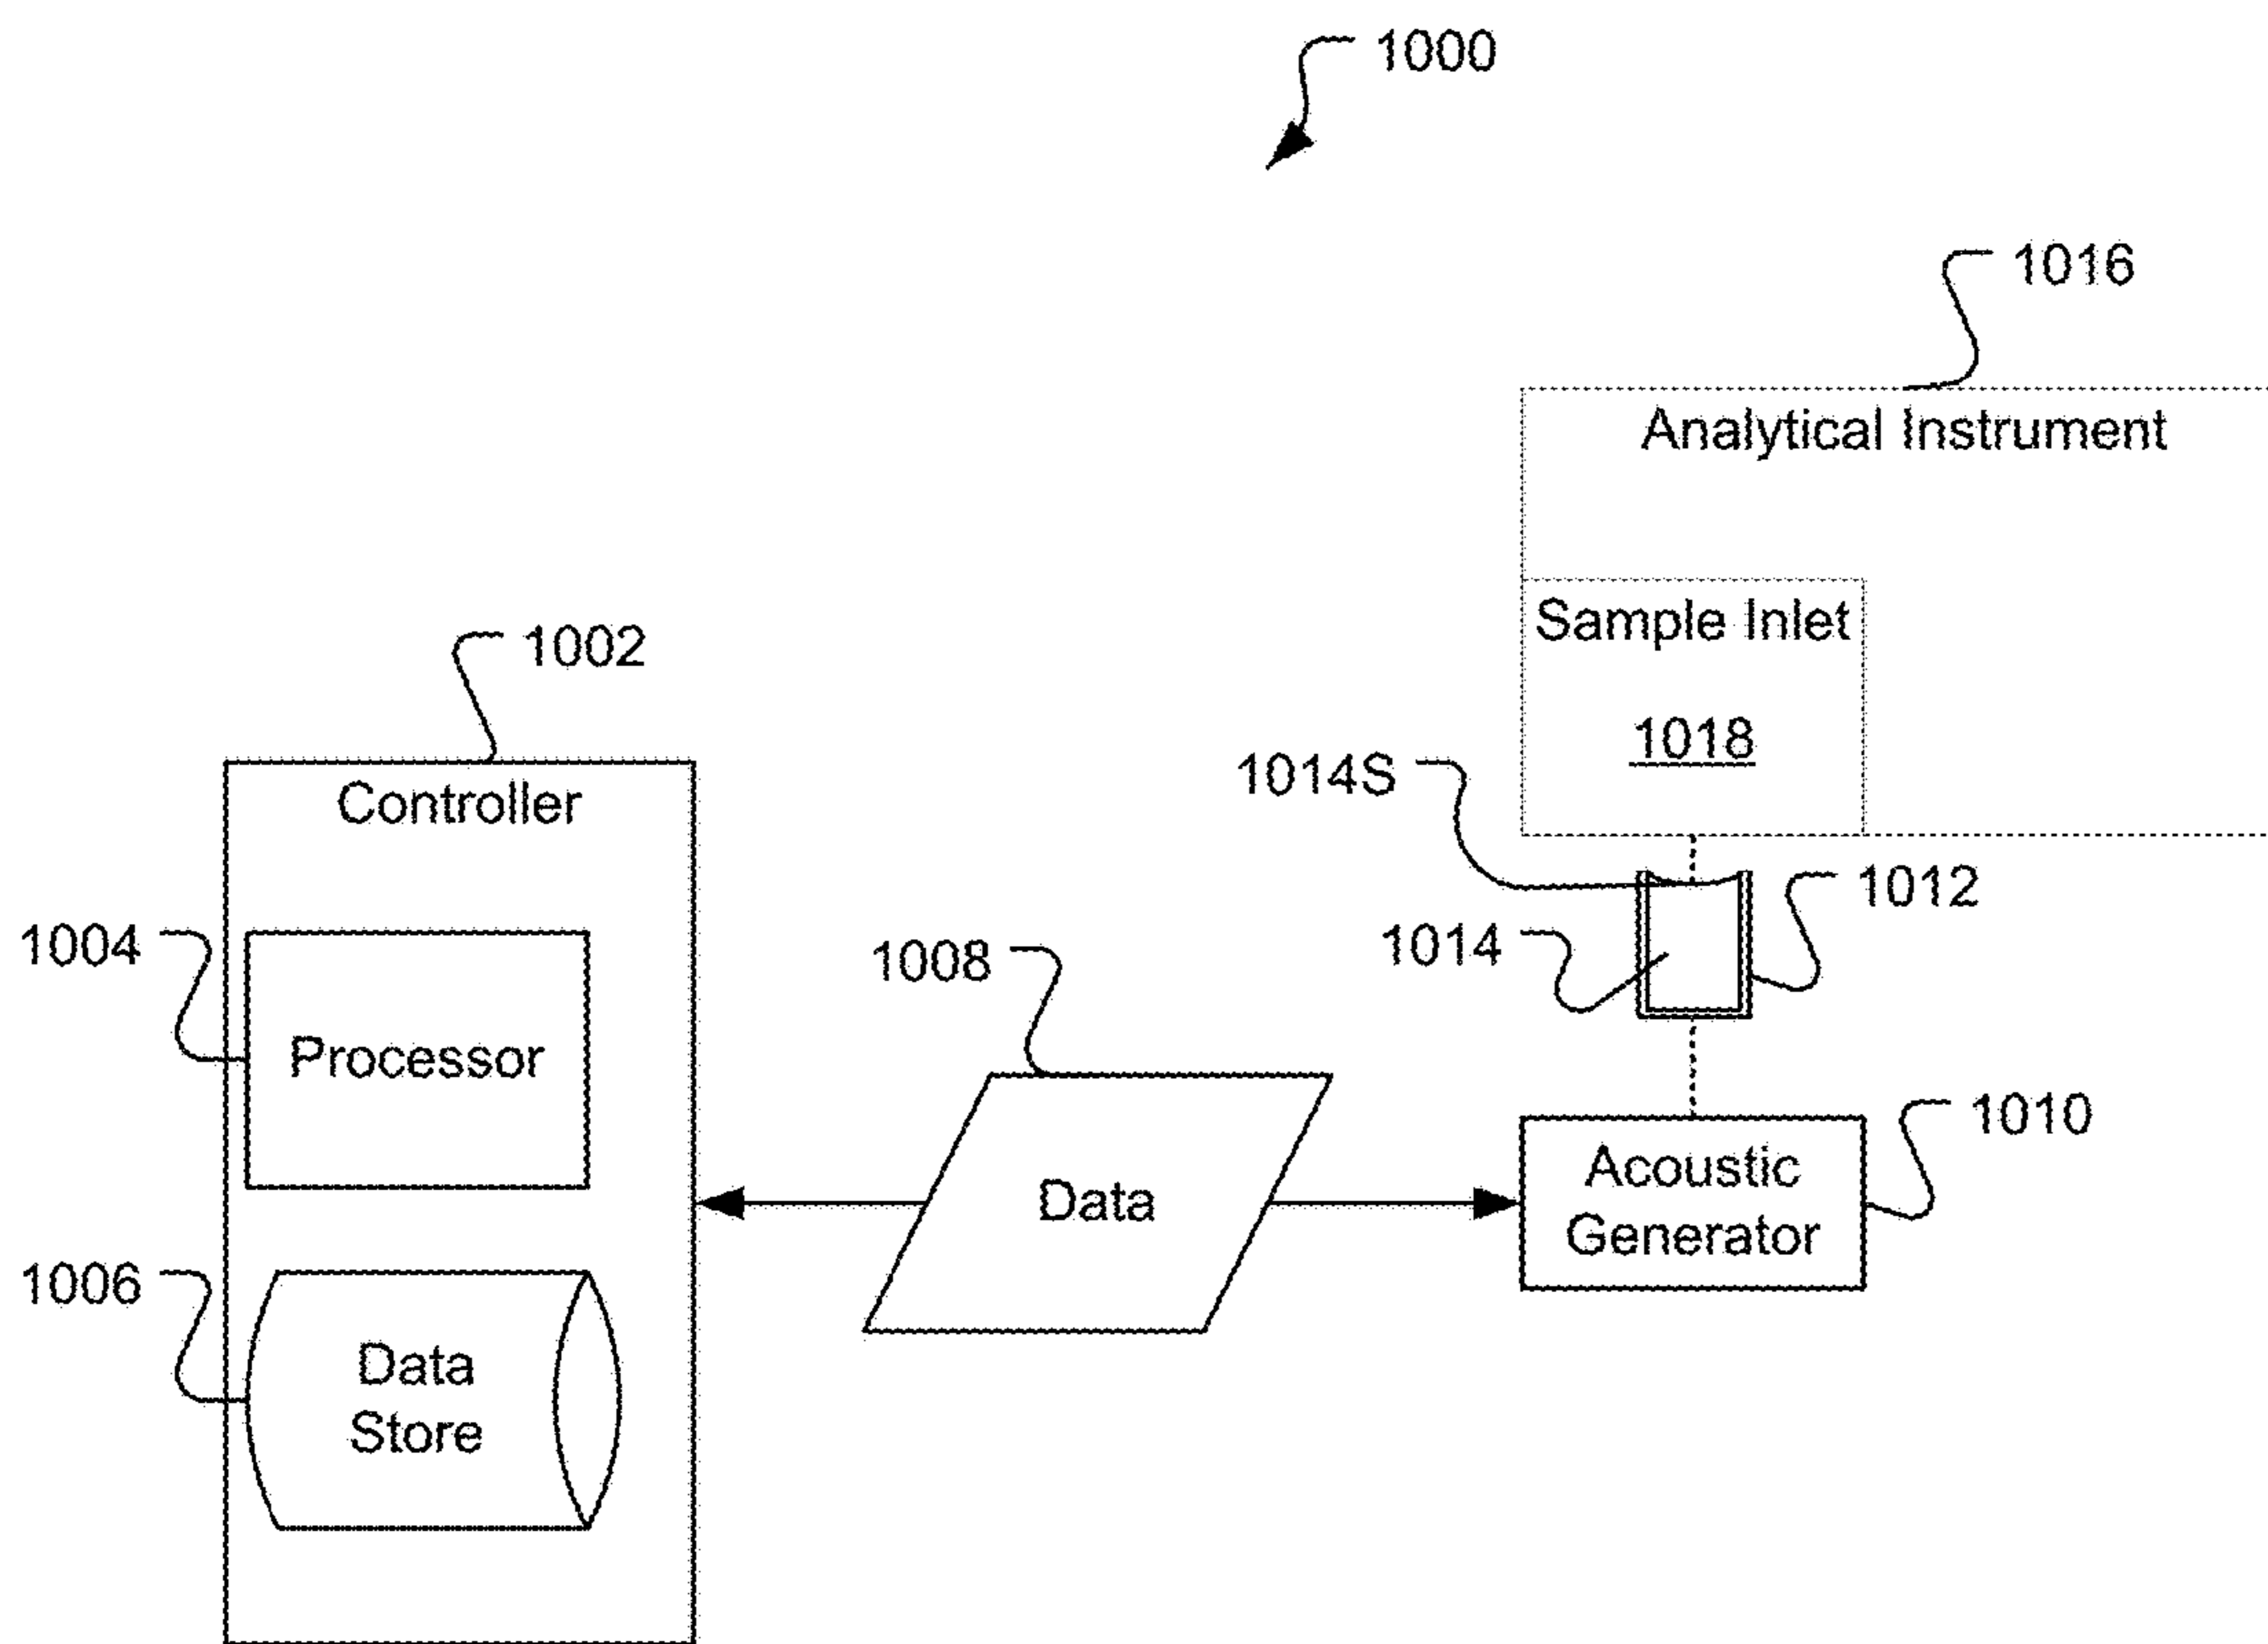 1000
1016
Analytical Instrument
Sample Inlet
1018
1002
Controller
1014S
1012
1014
1004
1008
Processor
1010
Acoustic
Generator
Data
1006
Data
Store